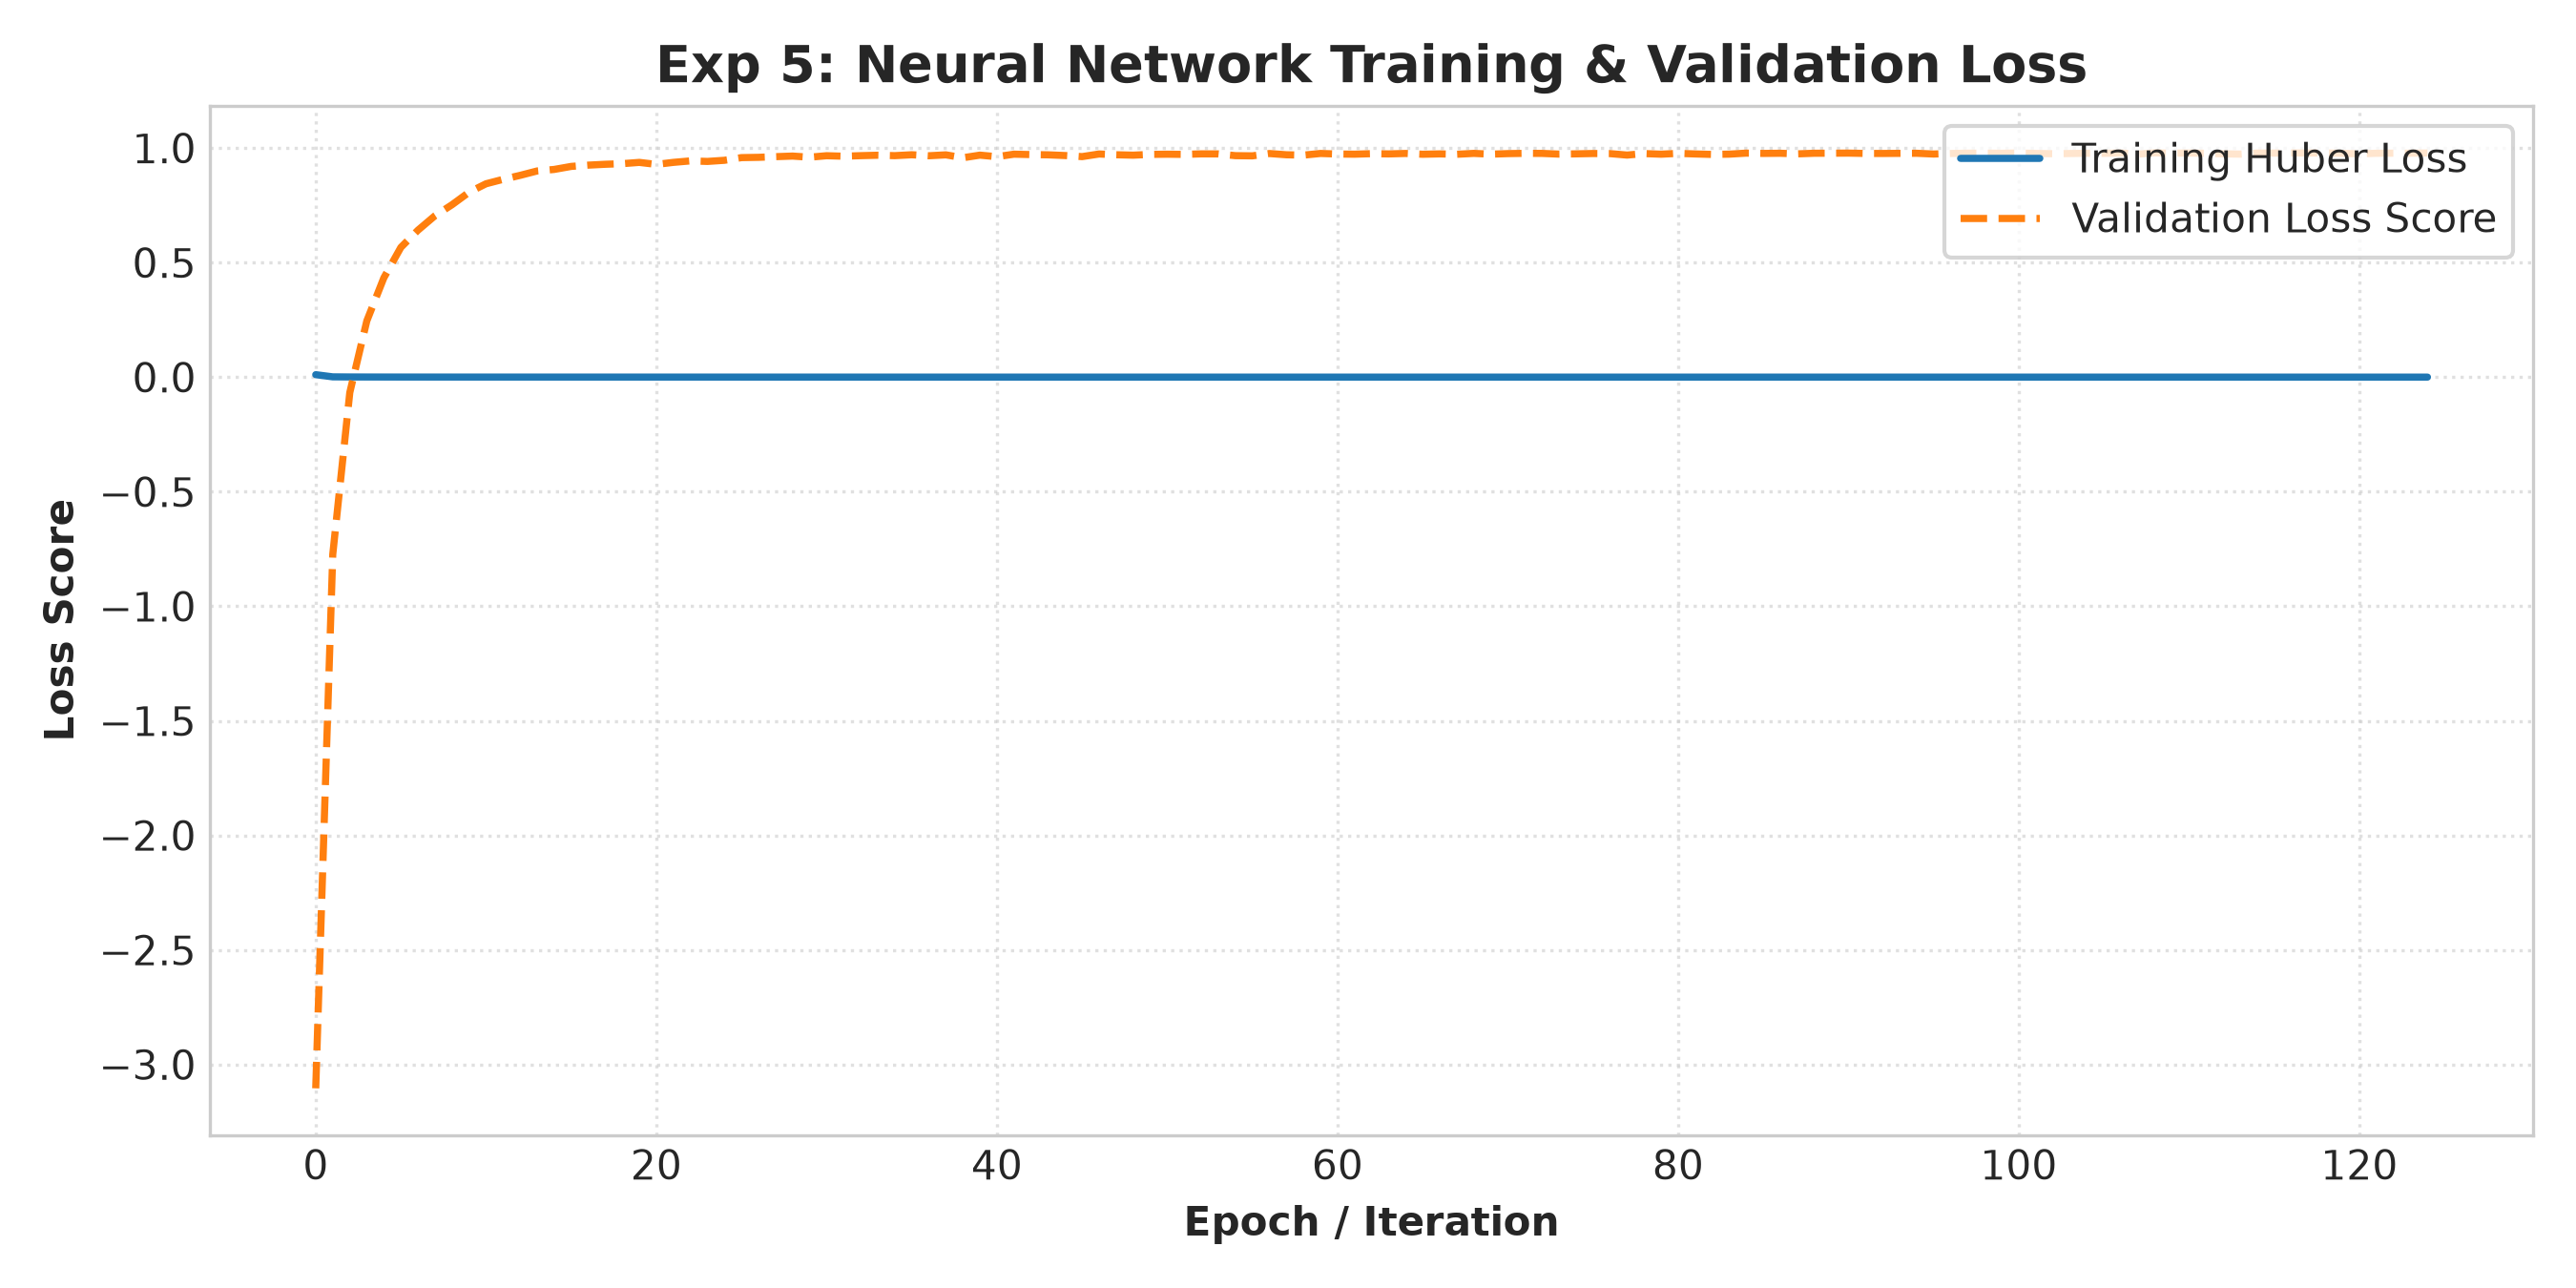 Exp 5: Neural Network Training & Validation Loss
Training Huber Loss
Validation Loss Score
Loss Score
1.0
0.5
0.0
−0.5
−1.0
−1.5
−2.0
−2.5
−3.0
0 20 40 60 80 100 120
Epoch / Iteration